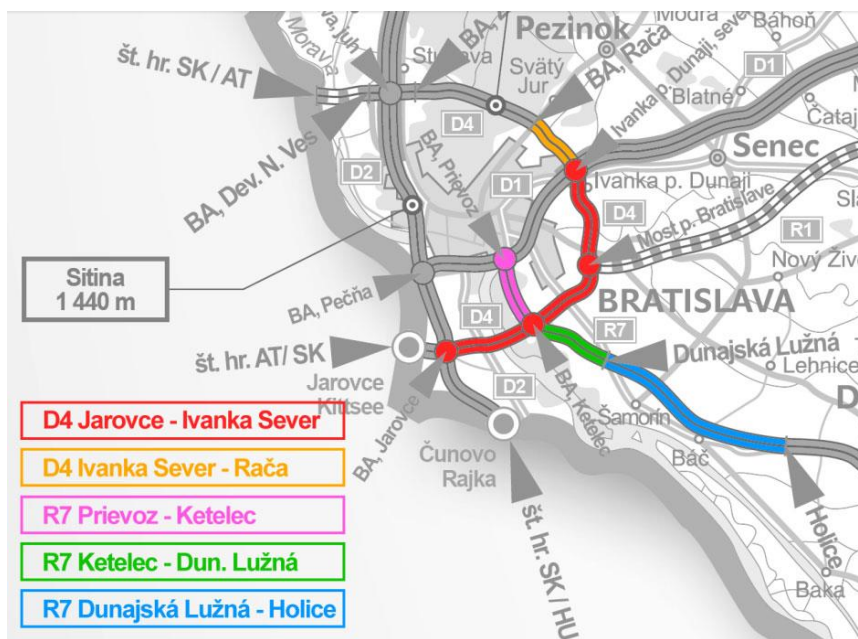 Morava
juh
Stupava
BA, Z
Pezinok
Modra
Báhoň
št. hr. SK / AT
Svätý
Jur
BA, Rača
Ivanka p. Dunaji, sever
D1
Blatné
Čataj
D4
BA, Dev. N. Ves
BA, Prievoz
Senec
D2
D1
Ivanka p. Dunaji
D4
Most p. Bratislave
R1
Sitina
1 440 m
BA, Pečňa
Nový Živo
BRATISLAVA
D4
R7
Dunajská Lužná
št. hr. AT/ SK
Lehnice
Jarovce
Kittsee
D2
BA, Ketelec
D
Šamorín
BA, Jarovce
Čunovo
Rajka
Báč
Holice
št. hr. SK / HU
Baka
D4 Jarovce - Ivanka Sever
D4 Ivanka Sever - Rača
R7 Prievoz - Ketelec
R7 Ketelec - Dun. Lužná
R7 Dunajská Lužná - Holice